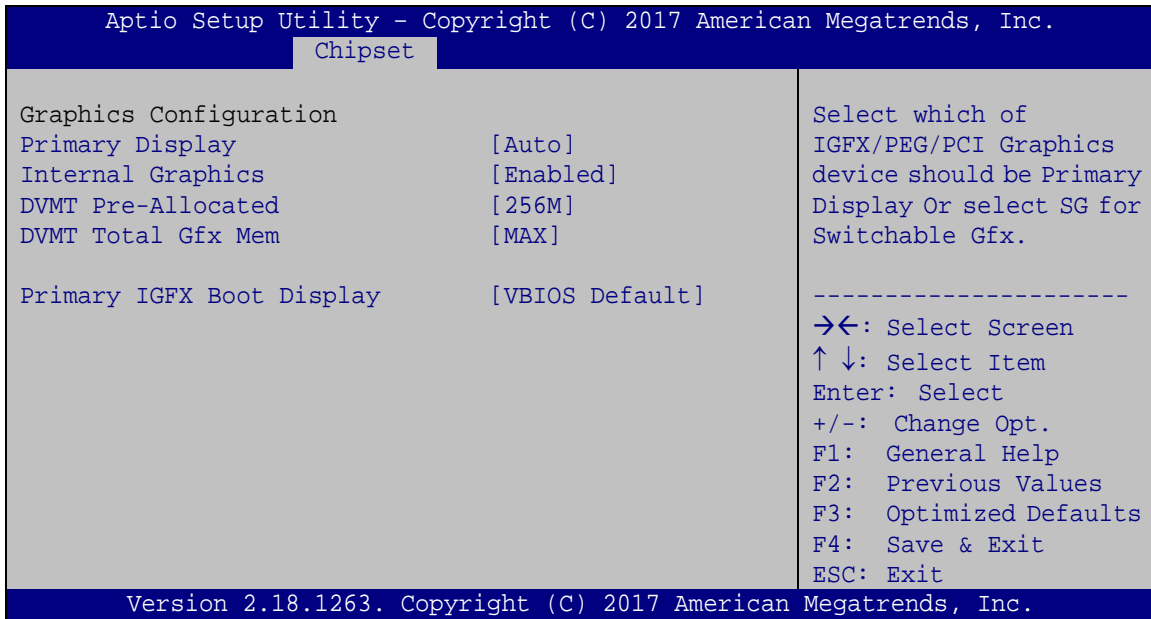 Aptio Setup Utility – Copyright (C) 2017 American Megatrends, Inc.
Chipset
Graphics Configuration
Primary Display [Auto]
Internal Graphics [Enabled]
DVMT Pre-Allocated [256M]
DVMT Total Gfx Mem [MAX]
Primary IGFX Boot Display [VBIOS Default]
Select which of
IGFX/PEG/PCI Graphics
device should be Primary
Display Or select SG for
Switchable Gfx.
----------------------
→←: Select Screen
↑ ↓: Select Item
Enter: Select
+/-: Change Opt.
F1: General Help
F2: Previous Values
F3: Optimized Defaults
F4: Save & Exit
ESC: Exit
Version 2.18.1263. Copyright (C) 2017 American Megatrends, Inc.